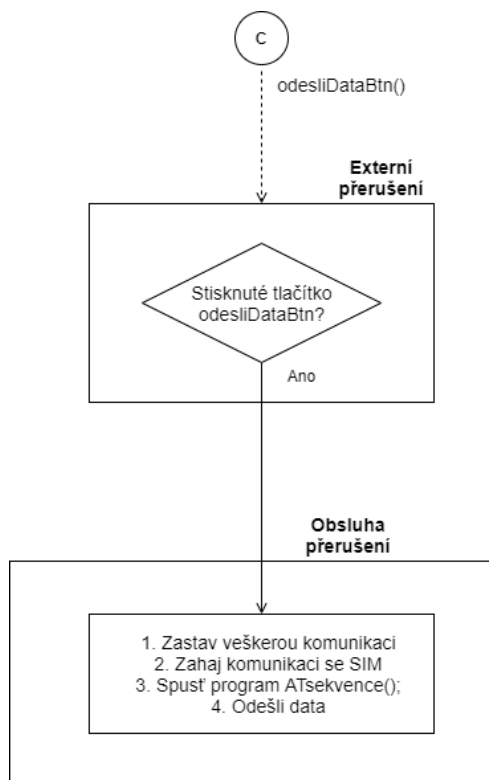 C
odesliDataBtn()
Externí
přerušení
Stisknuté tlačítko
odesliDataBtn?
Ano
Obsluha
přerušení
1. Zastav veškerou komunikaci
2. Zahaj komunikaci se SIM
3. Spusť program ATsekvence();
4. Odešli data